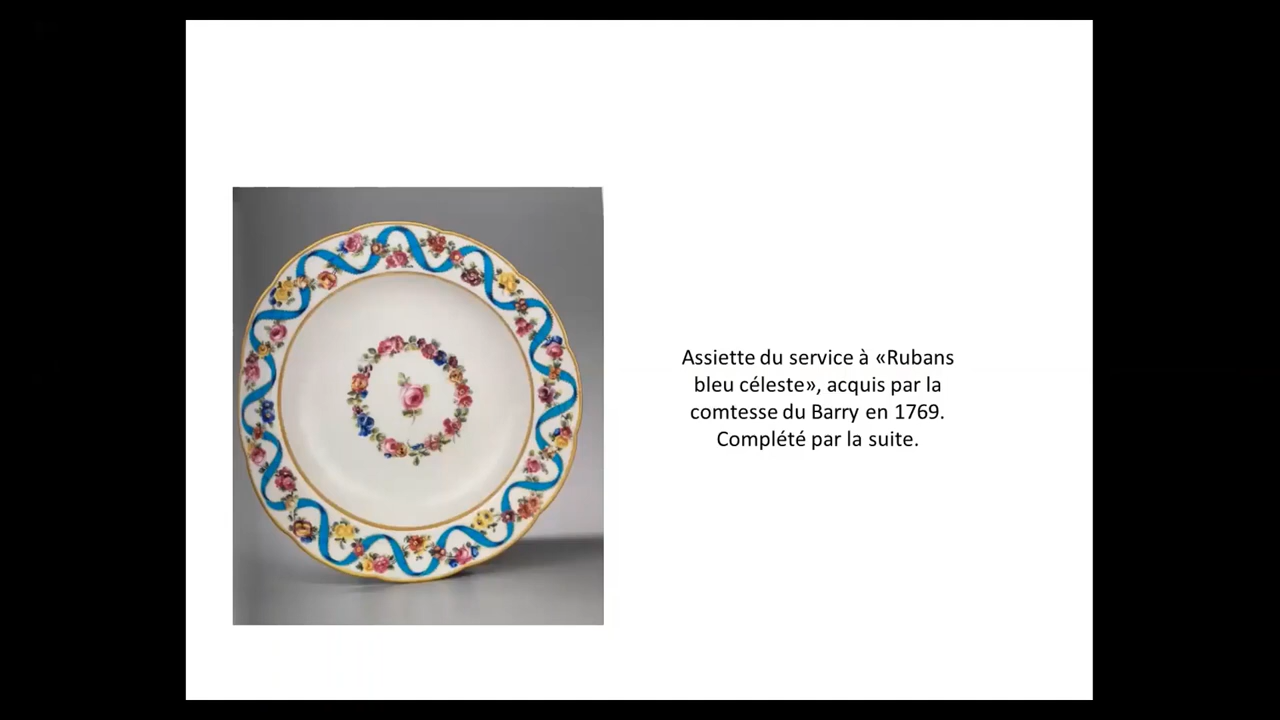 Assiette du service à «Rubans
bleu céleste», acquis par la
comtesse du Barry en 1769.
Complété par la suite.